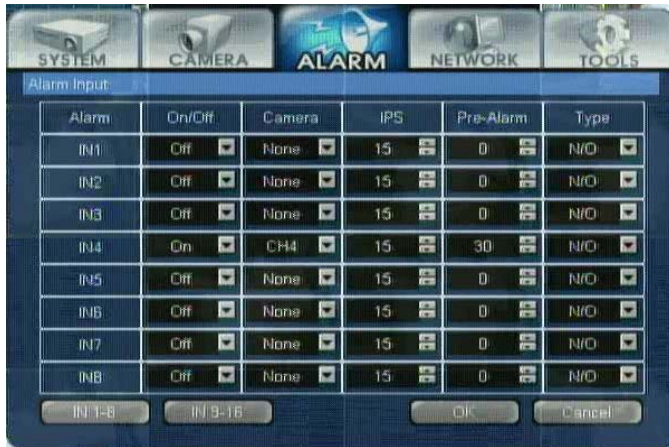 SYSTEM CAMERA ALARM NETWORK TOOLS
Alarm Input
Alarm On/Off Camera IPS Pre-Alarm Type
IN1 Off None 15 0 N/O
IN2 Off None 15 0 N/O
IN3 Off None 15 0 N/O
IN4 On CH4 15 30 N/O
IN5 Off None 15 0 N/O
IN6 Off None 15 0 N/O
IN7 Off None 15 0 N/O
IN8 Off None 15 0 N/O
IN 1-8 IN 9-16 OK Cancel